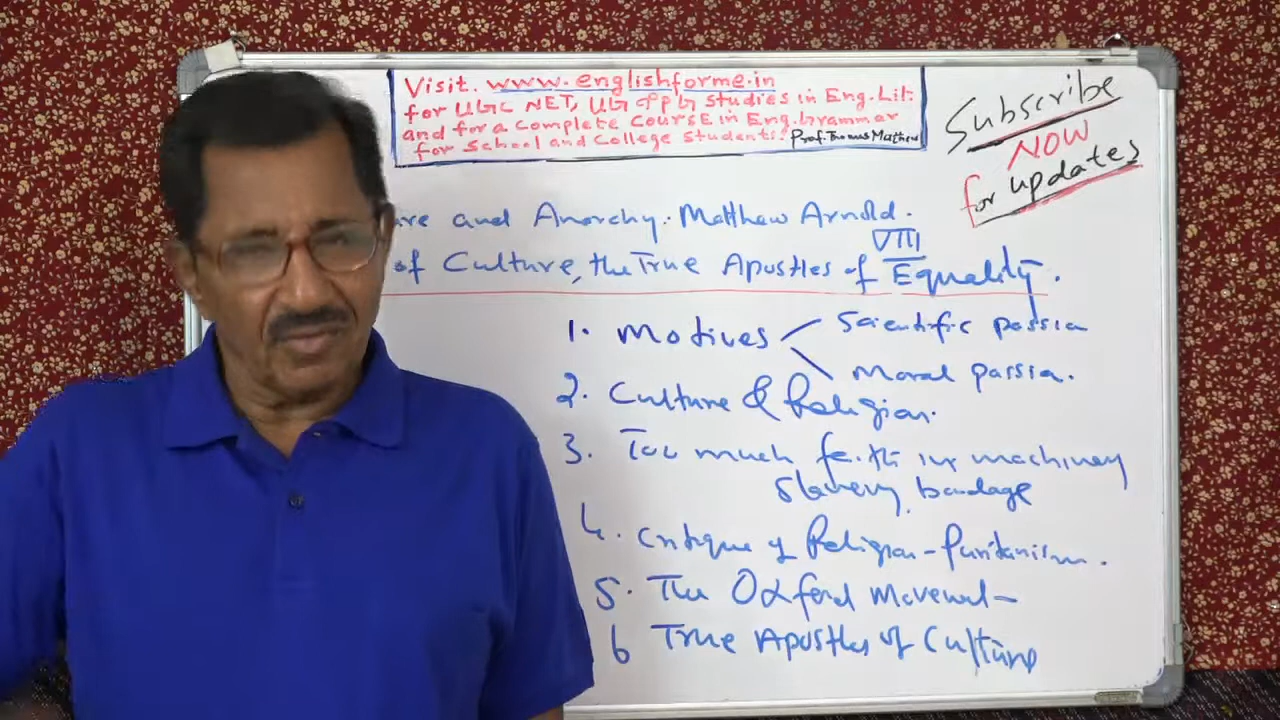 Visit. www.englishforme.in
for UGC NET, UG & PG Studies in Eng.Lit:
and for a Complete Course in Eng.Grammar
for School and College Students. Prof.Thomas Mathew
Subscribe
NOW
for updates
ure and Anarchy. Matthew Arnold.
VIII
of Culture, the True Apostles of Equality.
1. Motives
Scientific passion
Moral passion.
2. Culture & Religion.
3. Too much faith in machinery
Slavery, bondage
4. Critique of Religion - Puritanism.
5. The Oxford Movement
6 True Apostles of Culture